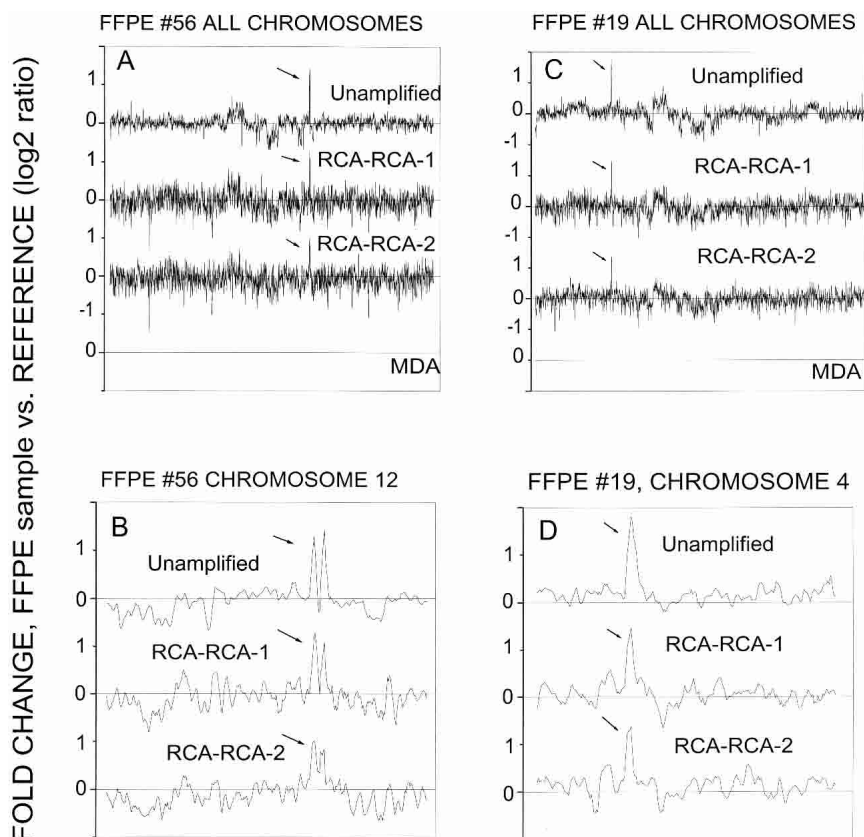 FOLD CHANGE, FFPE sample vs. REFERENCE (log2 ratio)
FFPE #56 ALL CHROMOSOMES
A
1
Unamplified
0
1
RCA-RCA-1
0
1
RCA-RCA-2
0
-1
0
MDA
FFPE #19 ALL CHROMOSOMES
C
1
Unamplified
0
-1
1
RCA-RCA-1
0
-1
1
RCA-RCA-2
0
-1
0
MDA
FFPE #56 CHROMOSOME 12
B
1
Unamplified
0
1
RCA-RCA-1
0
1
RCA-RCA-2
0
FFPE #19, CHROMOSOME 4
D
1
Unamplified
0
1
RCA-RCA-1
0
1
RCA-RCA-2
0